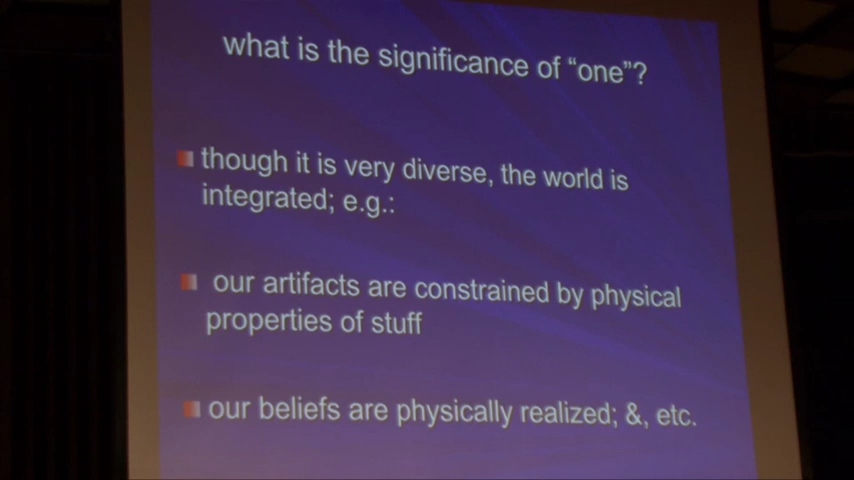 what is the significance of “one”?
though it is very diverse, the world is
integrated; e.g.:
our artifacts are constrained by physical
properties of stuff
our beliefs are physically realized; &, etc.